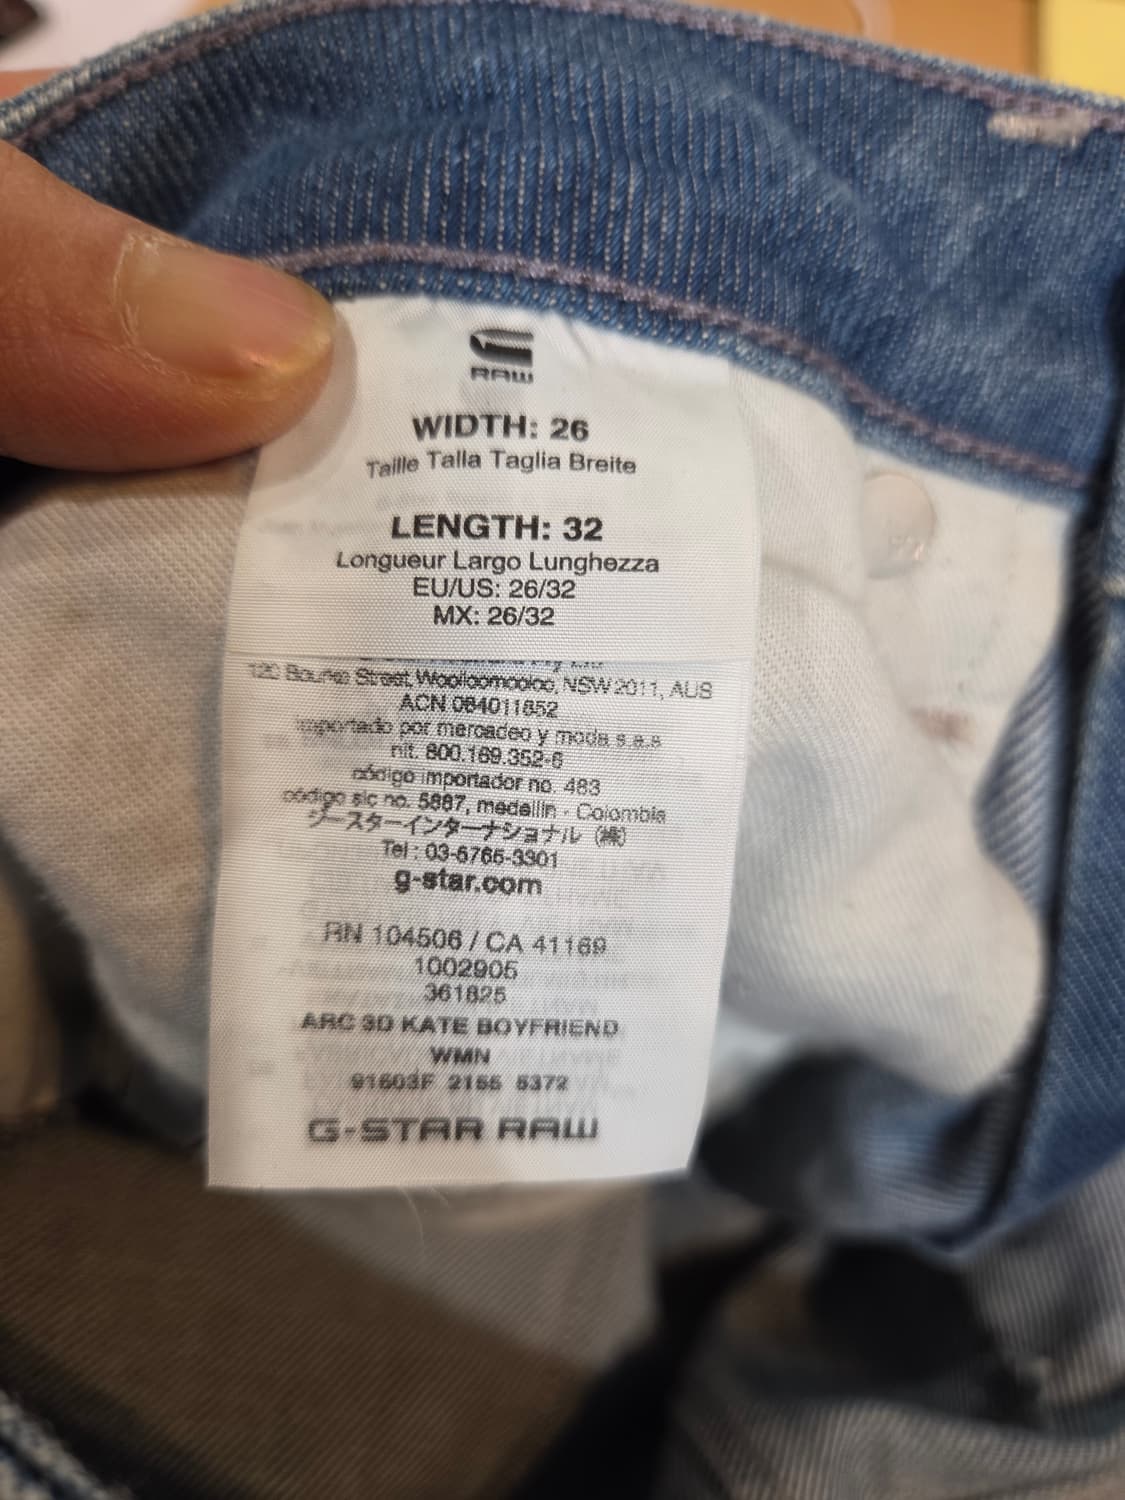 RAW
WIDTH: 26
Taille Talla Taglia Breite
LENGTH: 32
Longueur Largo Lunghezza
EU/US: 26/32
MX: 26/32
120 Bourke Street, Woolloomooloo, NSW 2011, AUS
ACN 084011852
importado por mercadeo y moda s.a.s
nit. 800.169.352-6
código importador no. 483
código sic no. 5887, medellin - Colombia
ジースターインターナショナル (株)
Tel : 03-5765-3301
g-star.com
RN 104506 / CA 41169
1002905
361825
ARC 3D KATE BOYFRIEND
WMN
91603F 2155 5372
G-STAR RAW